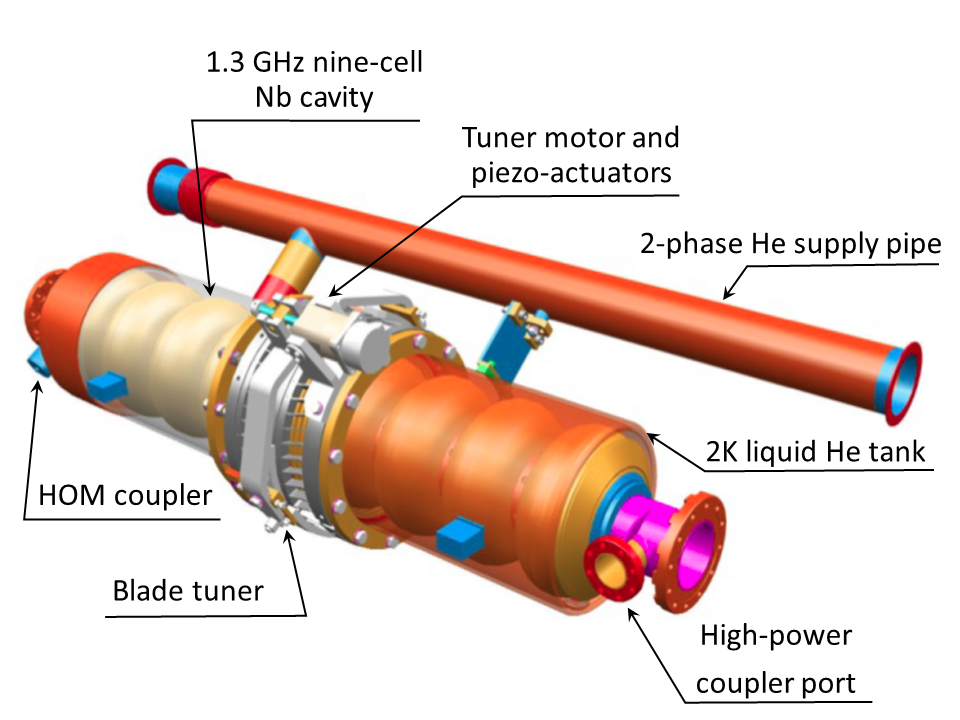 1.3 GHz nine-cell
Nb cavity
Tuner motor and
piezo-actuators
2-phase He supply pipe
2K liquid He tank
HOM coupler
Blade tuner
High-power
coupler port